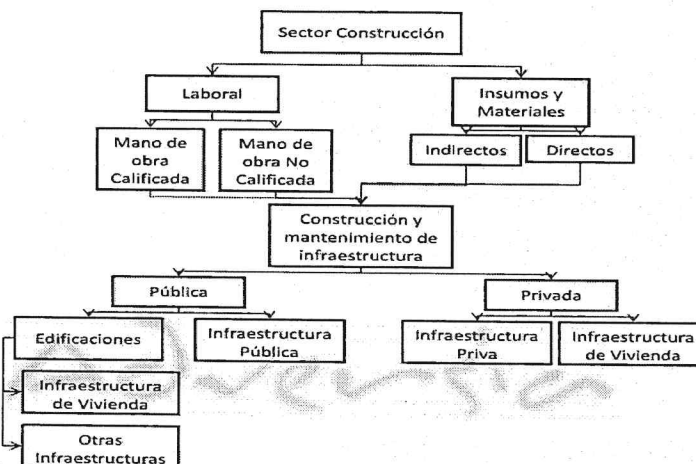 Sector Construcción
Laboral
Insumos y
Materiales
Mano de
obra
Calificada
Mano de
obra No
Calificada
Indirectos
Directos
Construcción y
mantenimiento de
infraestructura
Pública
Privada
Edificaciones
Infraestructura
Pública
Infraestructura
Priva
Infraestructura
de Vivienda
Infraestructura
de Vivienda
Otras
Infraestructuras